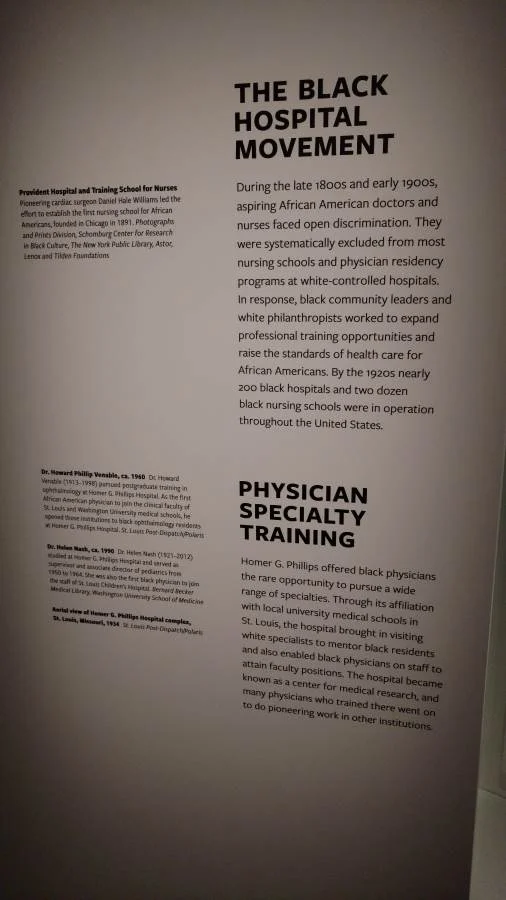 THE BLACK
HOSPITAL
MOVEMENT
During the late 1800s and early 1900s,
aspiring African American doctors and
nurses faced open discrimination. They
were systematically excluded from most
nursing schools and physician residency
programs at white-controlled hospitals.
In response, black community leaders and
white philanthropists worked to expand
professional training opportunities and
raise the standards of health care for
African Americans. By the 1920s nearly
200 black hospitals and two dozen
black nursing schools were in operation
throughout the United States.
Provident Hospital and Training School for Nurses
Pioneering cardiac surgeon Daniel Hale Williams led the
effort to establish the first nursing school for African
Americans, founded in Chicago in 1891. Photographs
and Prints Division, Schomburg Center for Research
in Black Culture, The New York Public Library, Astor,
Lenox and Tilden Foundations
PHYSICIAN
SPECIALTY
TRAINING
Homer G. Phillips offered black physicians
the rare opportunity to pursue a wide
range of specialties. Through its affiliation
with local university medical schools in
St. Louis, the hospital brought in visiting
white specialists to mentor black residents
and also enabled black physicians on staff to
attain faculty positions. The hospital became
known as a center for medical research, and
many physicians who trained there went on
to do pioneering work in other institutions.
Dr. Howard Phillip Venable, ca. 1960 Dr. Howard
Venable (1913–1998) pursued postgraduate training in
ophthalmology at Homer G. Phillips Hospital. As the first
African American physician to join the clinical faculty of
St. Louis and Washington University medical schools, he
opened those institutions to black ophthalmology residents
at Homer G. Phillips Hospital. St. Louis Post-Dispatch/Polaris
Dr. Helen Nash, ca. 1990 Dr. Helen Nash (1921–2012)
studied at Homer G. Phillips Hospital and served as
supervisor and associate director of pediatrics from
1950 to 1964. She was also the first black physician to join
the staff of St. Louis Children's Hospital. Bernard Becker
Medical Library, Washington University School of Medicine
Aerial view of Homer G. Phillips Hospital complex,
St. Louis, Missouri, 1934 St. Louis Post-Dispatch/Polaris